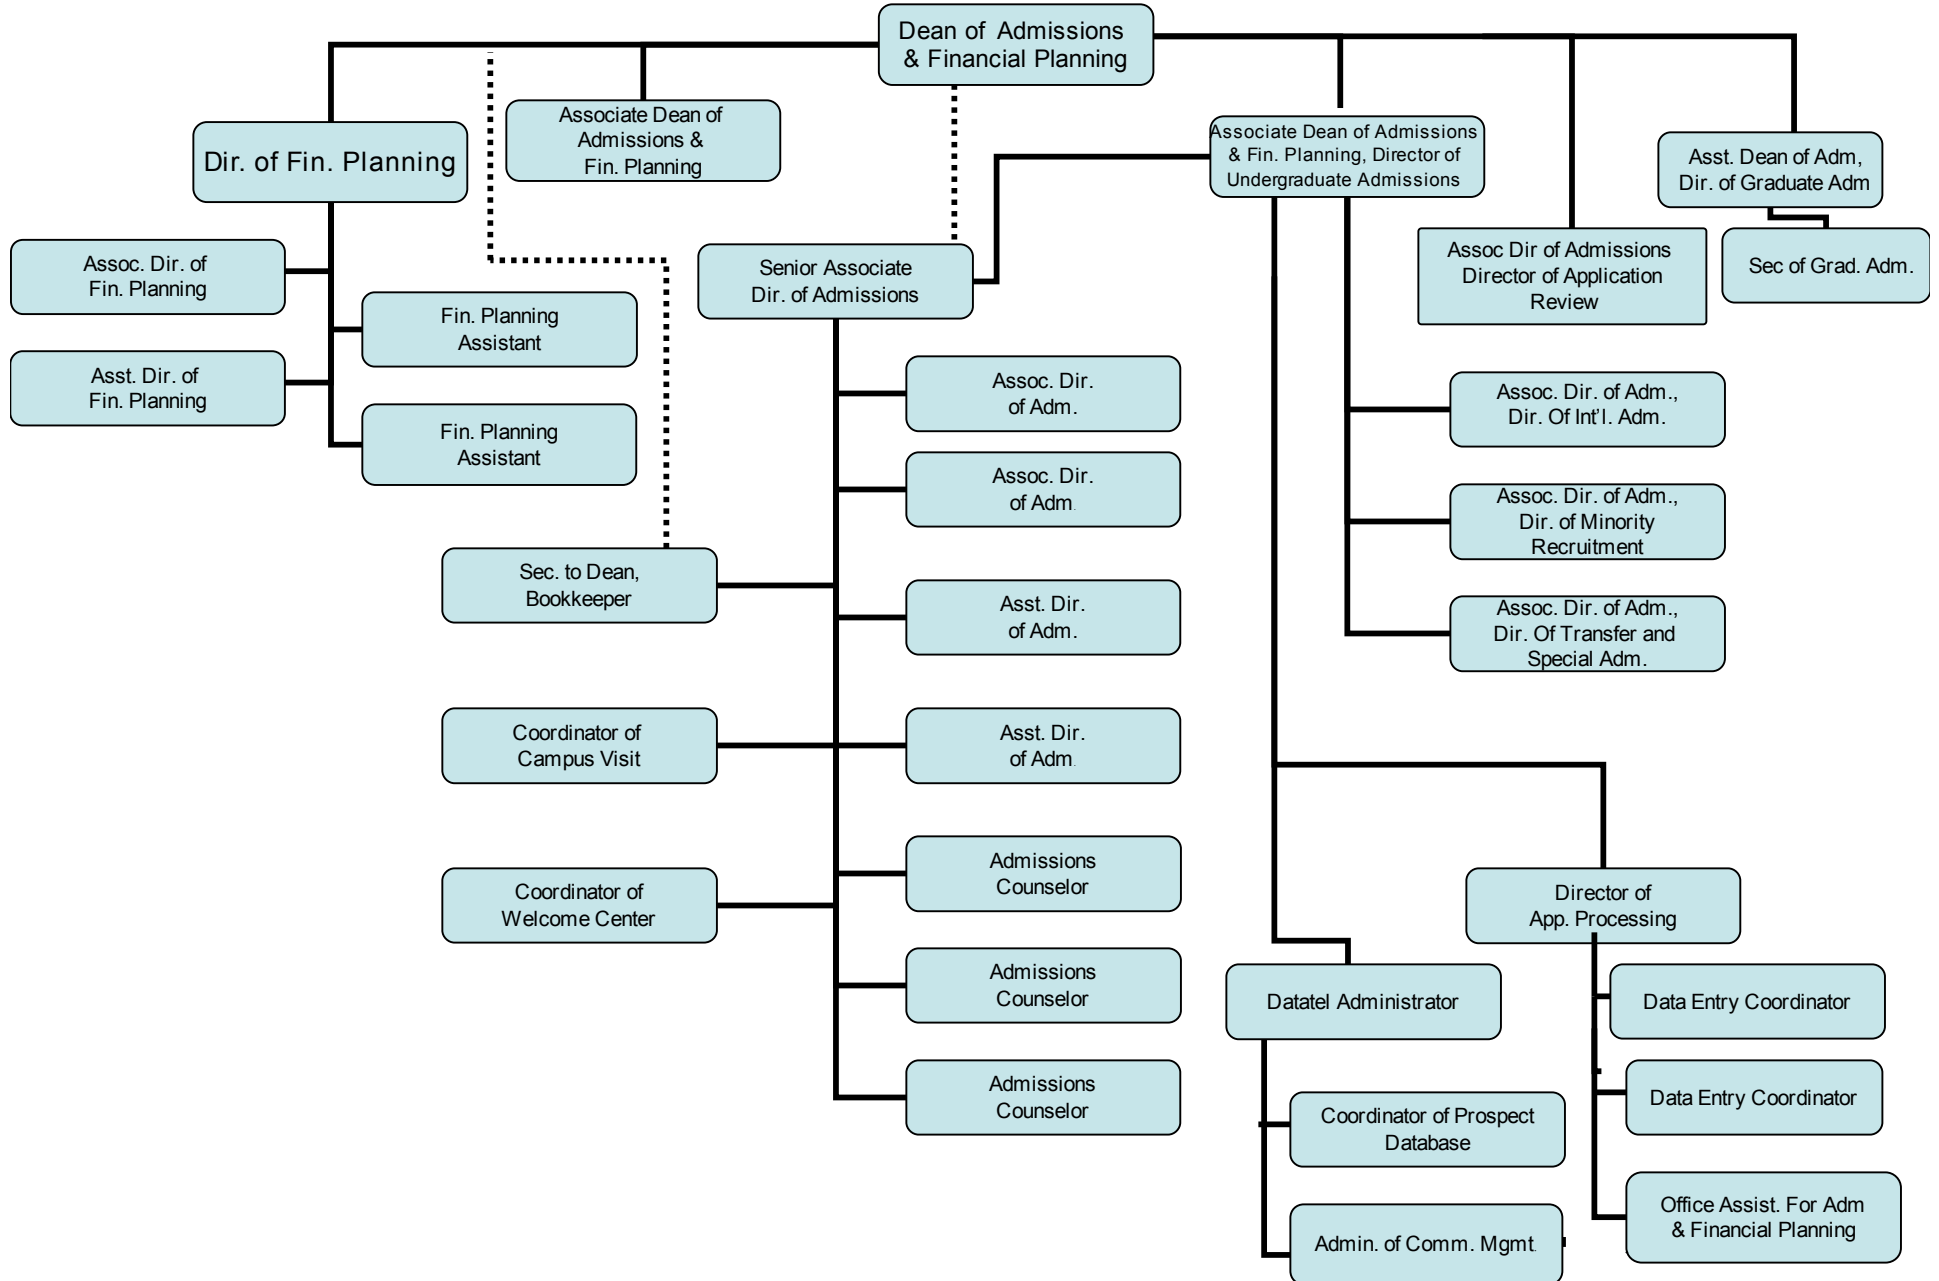 Dean of Admissions
& Financial Planning
Dir. of Fin. Planning
Associate Dean of
Admissions &
Fin. Planning
Associate Dean of Admissions
& Fin. Planning, Director of
Undergraduate Admissions
Asst. Dean of Adm,
Dir. of Graduate Adm
Assoc. Dir. of
Fin. Planning
Senior Associate
Dir. of Admissions
Assoc Dir of Admissions
Director of Application
Review
Sec of Grad. Adm.
Fin. Planning
Assistant
Asst. Dir. of
Fin. Planning
Fin. Planning
Assistant
Assoc. Dir.
of Adm.
Assoc. Dir. of Adm.,
Dir. Of Int'l. Adm.
Assoc. Dir.
of Adm.
Assoc. Dir. of Adm.,
Dir. of Minority
Recruitment
Sec. to Dean,
Bookkeeper
Asst. Dir.
of Adm.
Assoc. Dir. of Adm.,
Dir. Of Transfer and
Special Adm.
Coordinator of
Campus Visit
Asst. Dir.
of Adm.
Admissions
Counselor
Coordinator of
Welcome Center
Director of
App. Processing
Admissions
Counselor
Datatel Administrator
Data Entry Coordinator
Admissions
Counselor
Data Entry Coordinator
Coordinator of Prospect
Database
Office Assist. For Adm
& Financial Planning
Admin. of Comm. Mgmt.